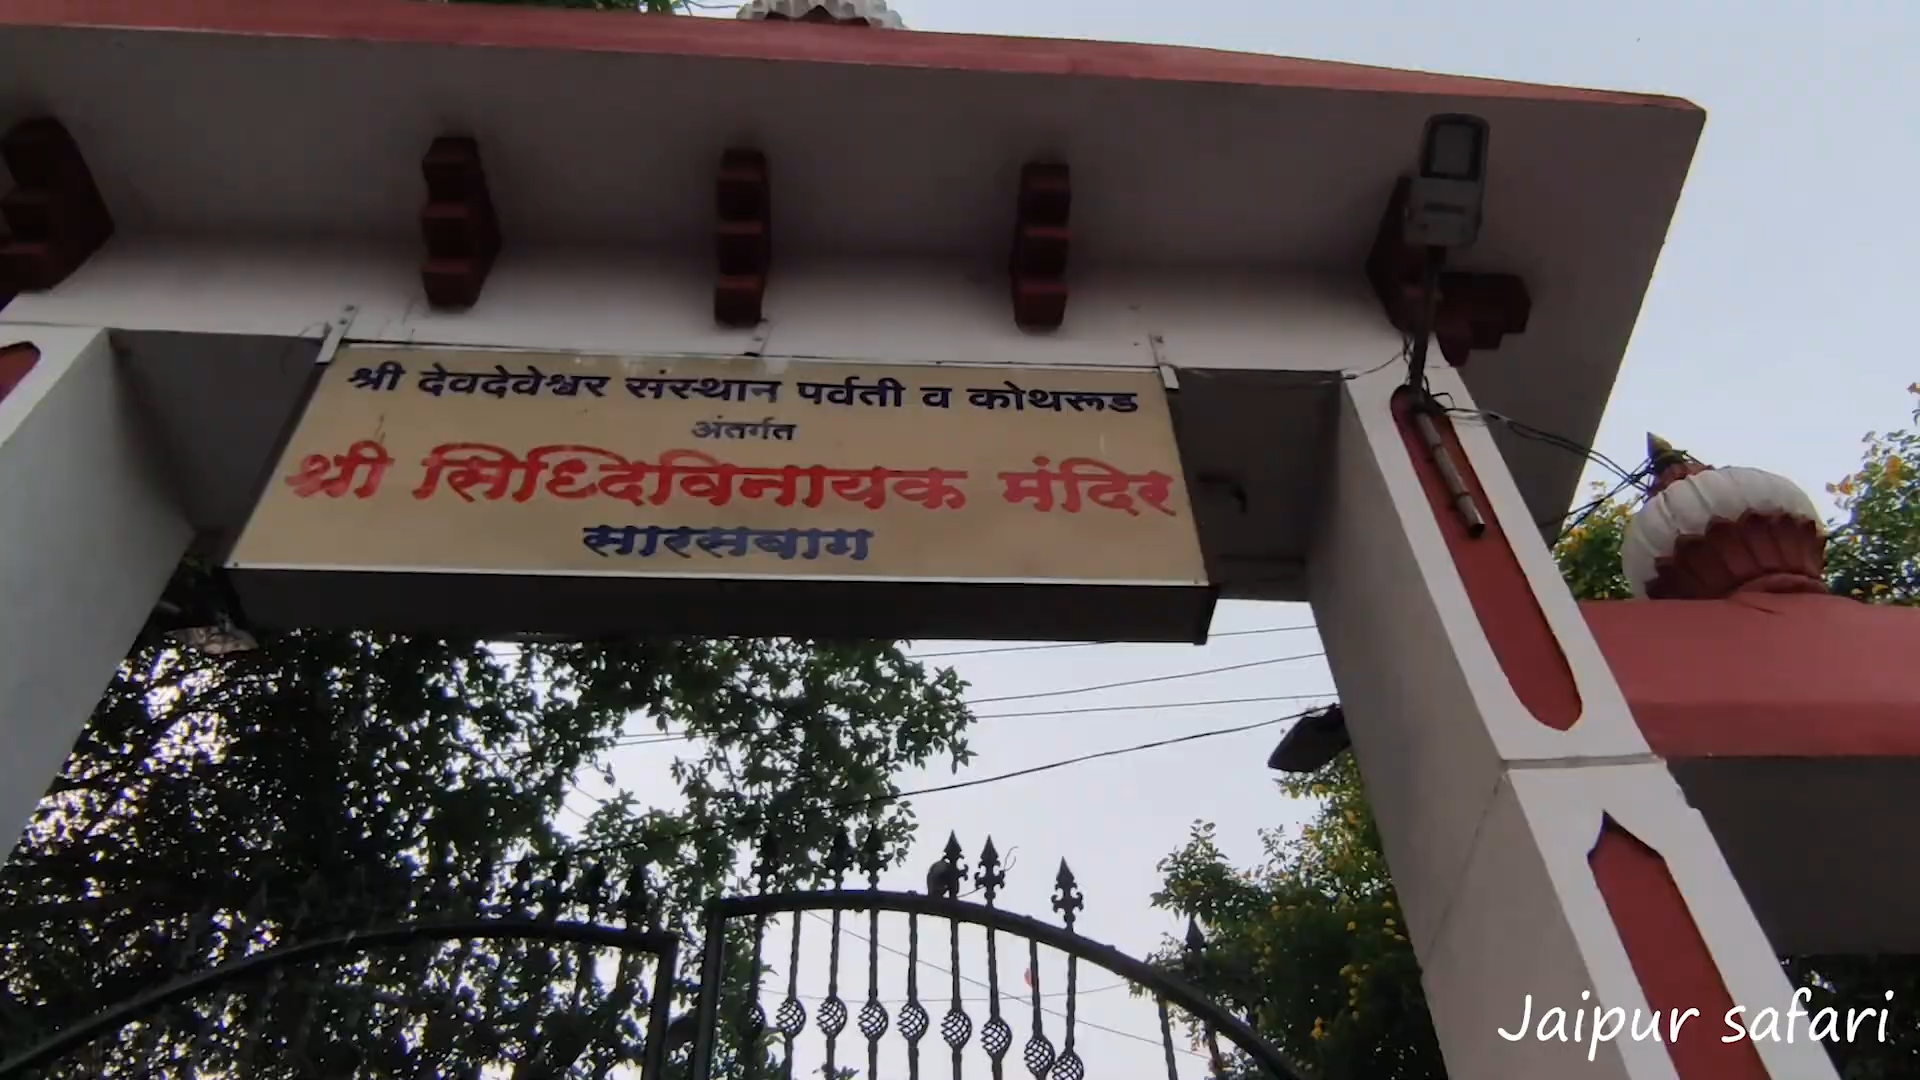 श्री देवदेवेश्वर संस्थान पर्वती व कोथरूड
अंतर्गत
श्री सिध्दिविनायक मंदिर
सारसबाग
Jaipur safari